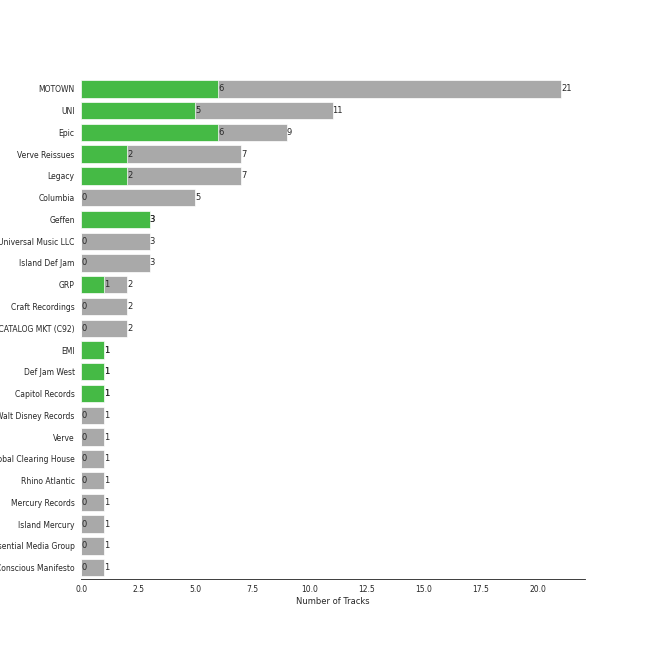 MOTOWN 6 21
UNI 5 11
Epic 6 9
Verve Reissues 2 7
Legacy 2 7
Columbia 0 5
Geffen 3
Universal Music LLC 0 3
Island Def Jam 0 3
GRP 1 2
Craft Recordings 0 2
CATALOG MKT (C92) 0 2
EMI 1
Def Jam West 1
Capitol Records 1
Walt Disney Records 0 1
Verve 0 1
obal Clearing House 0 1
Rhino Atlantic 0 1
Mercury Records 0 1
Island Mercury 0 1
sential Media Group 0 1
Conscious Manifesto 0 1
0.0 2.5 5.0 7.5 10.0 12.5 15.0 17.5 20.0
Number of Tracks